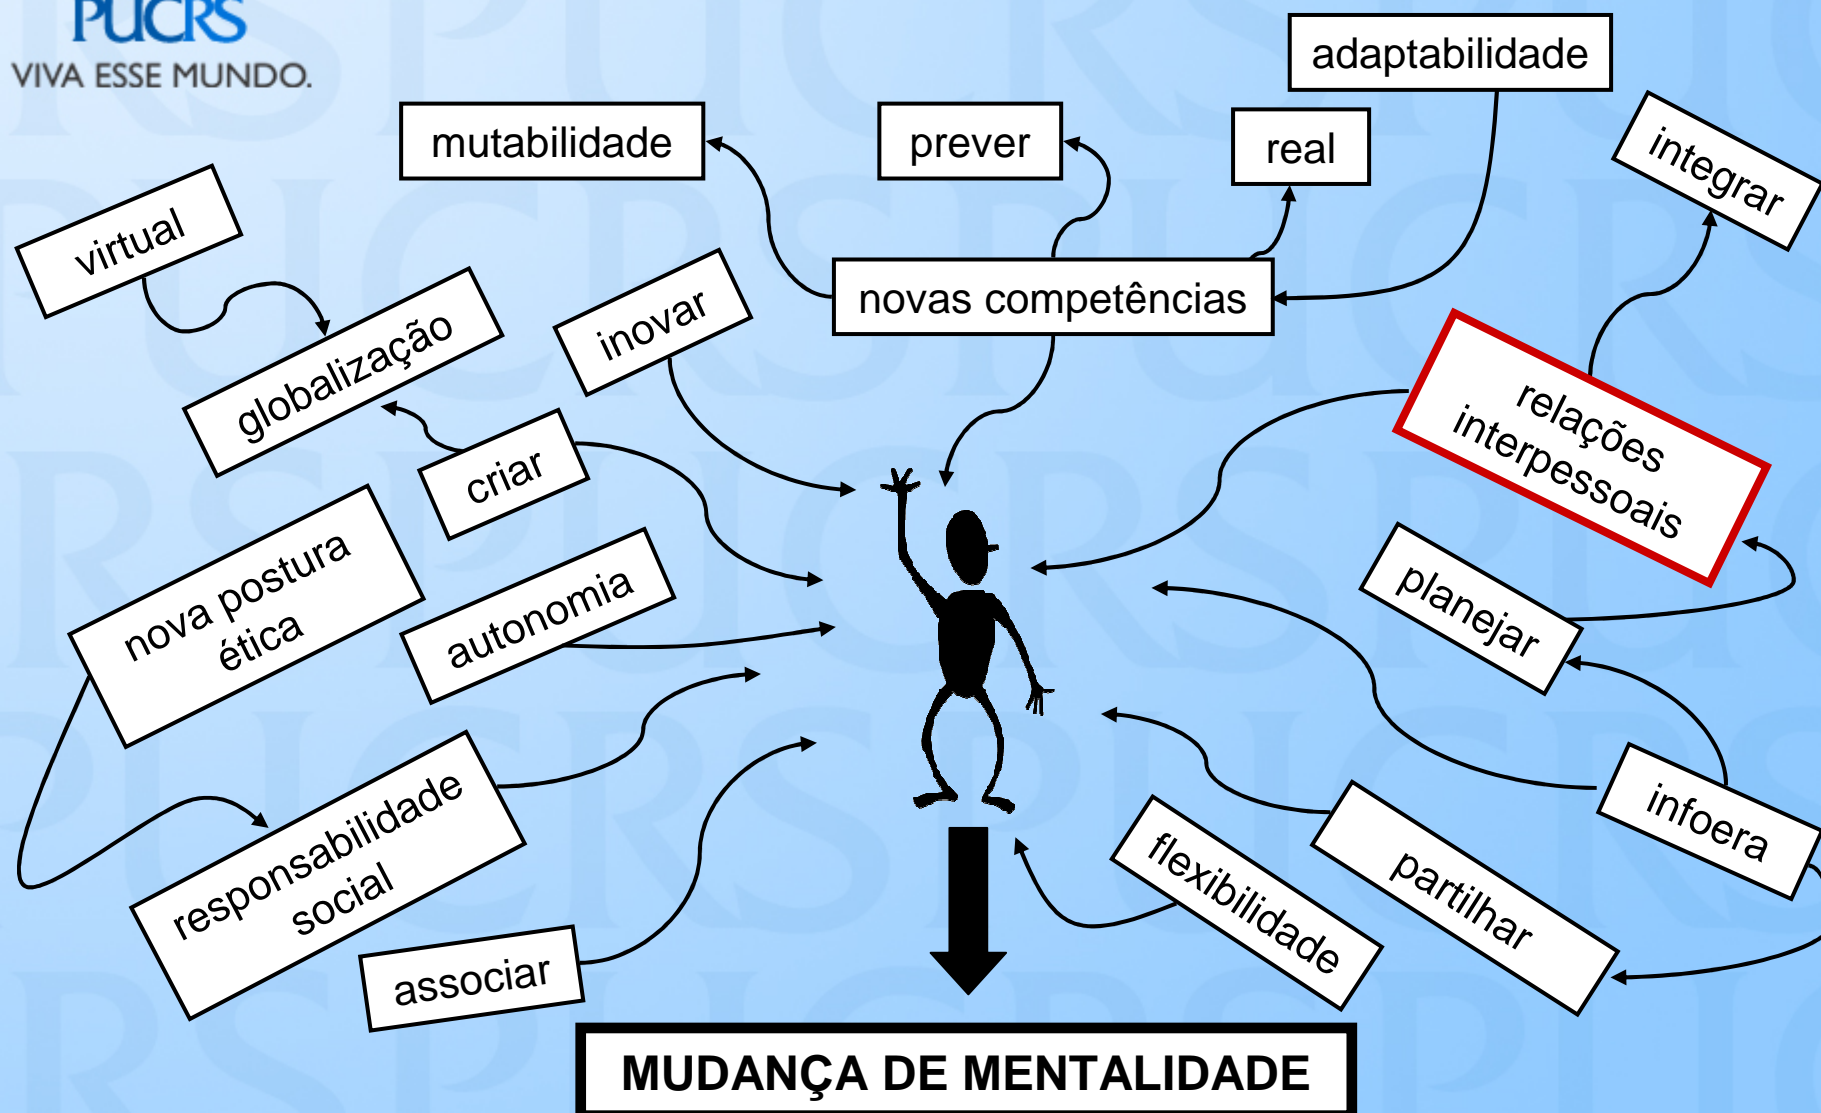 PUCRS
VIVA ESSE MUNDO.
adaptabilidade
mutabilidade
prever
real
integrar
virtual
novas competências
inovar
globalização
relações
interpessoais
criar
nova postura
ética
autonomia
planejar
responsabilidade
social
infoera
flexibilidade
partilhar
associar
MUDANÇA DE MENTALIDADE